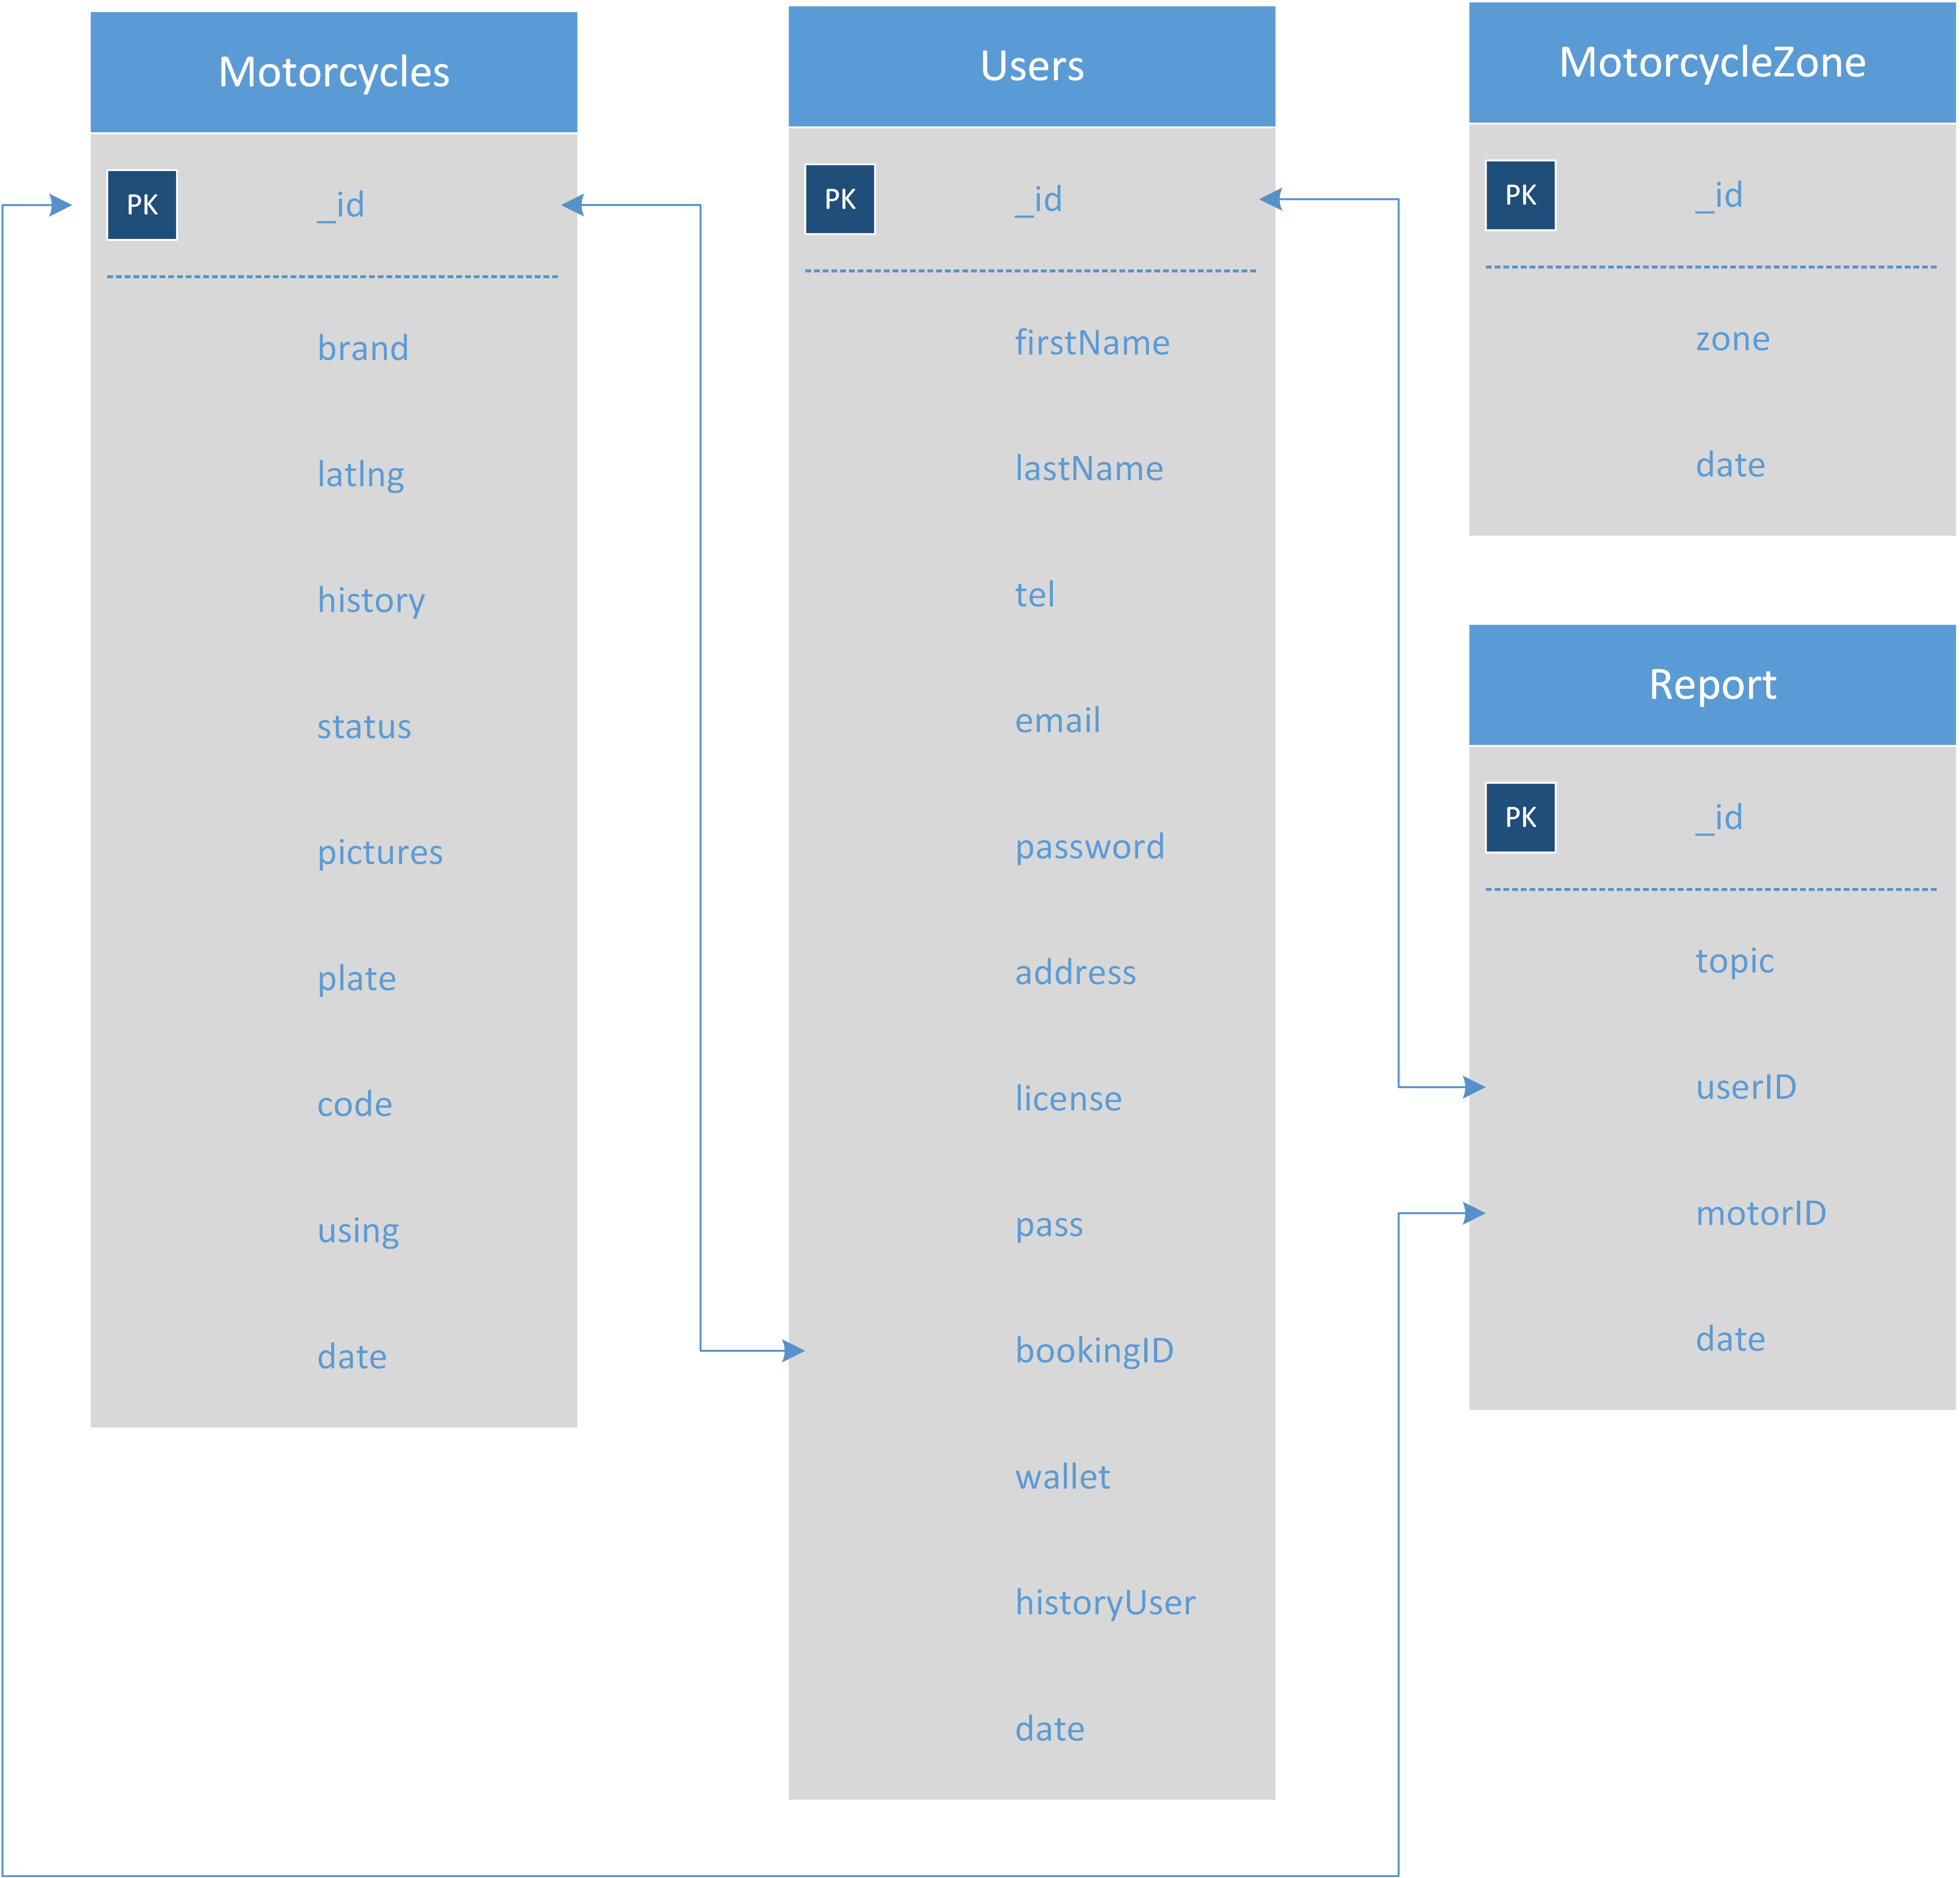 Motorcycles
PK
_id
brand
latlng
history
status
pictures
plate
code
using
date
Users
PK
_id
firstName
lastName
tel
email
password
address
license
pass
bookingID
wallet
historyUser
date
MotorcycleZone
PK
_id
zone
date
Report
PK
_id
topic
userID
motorID
date